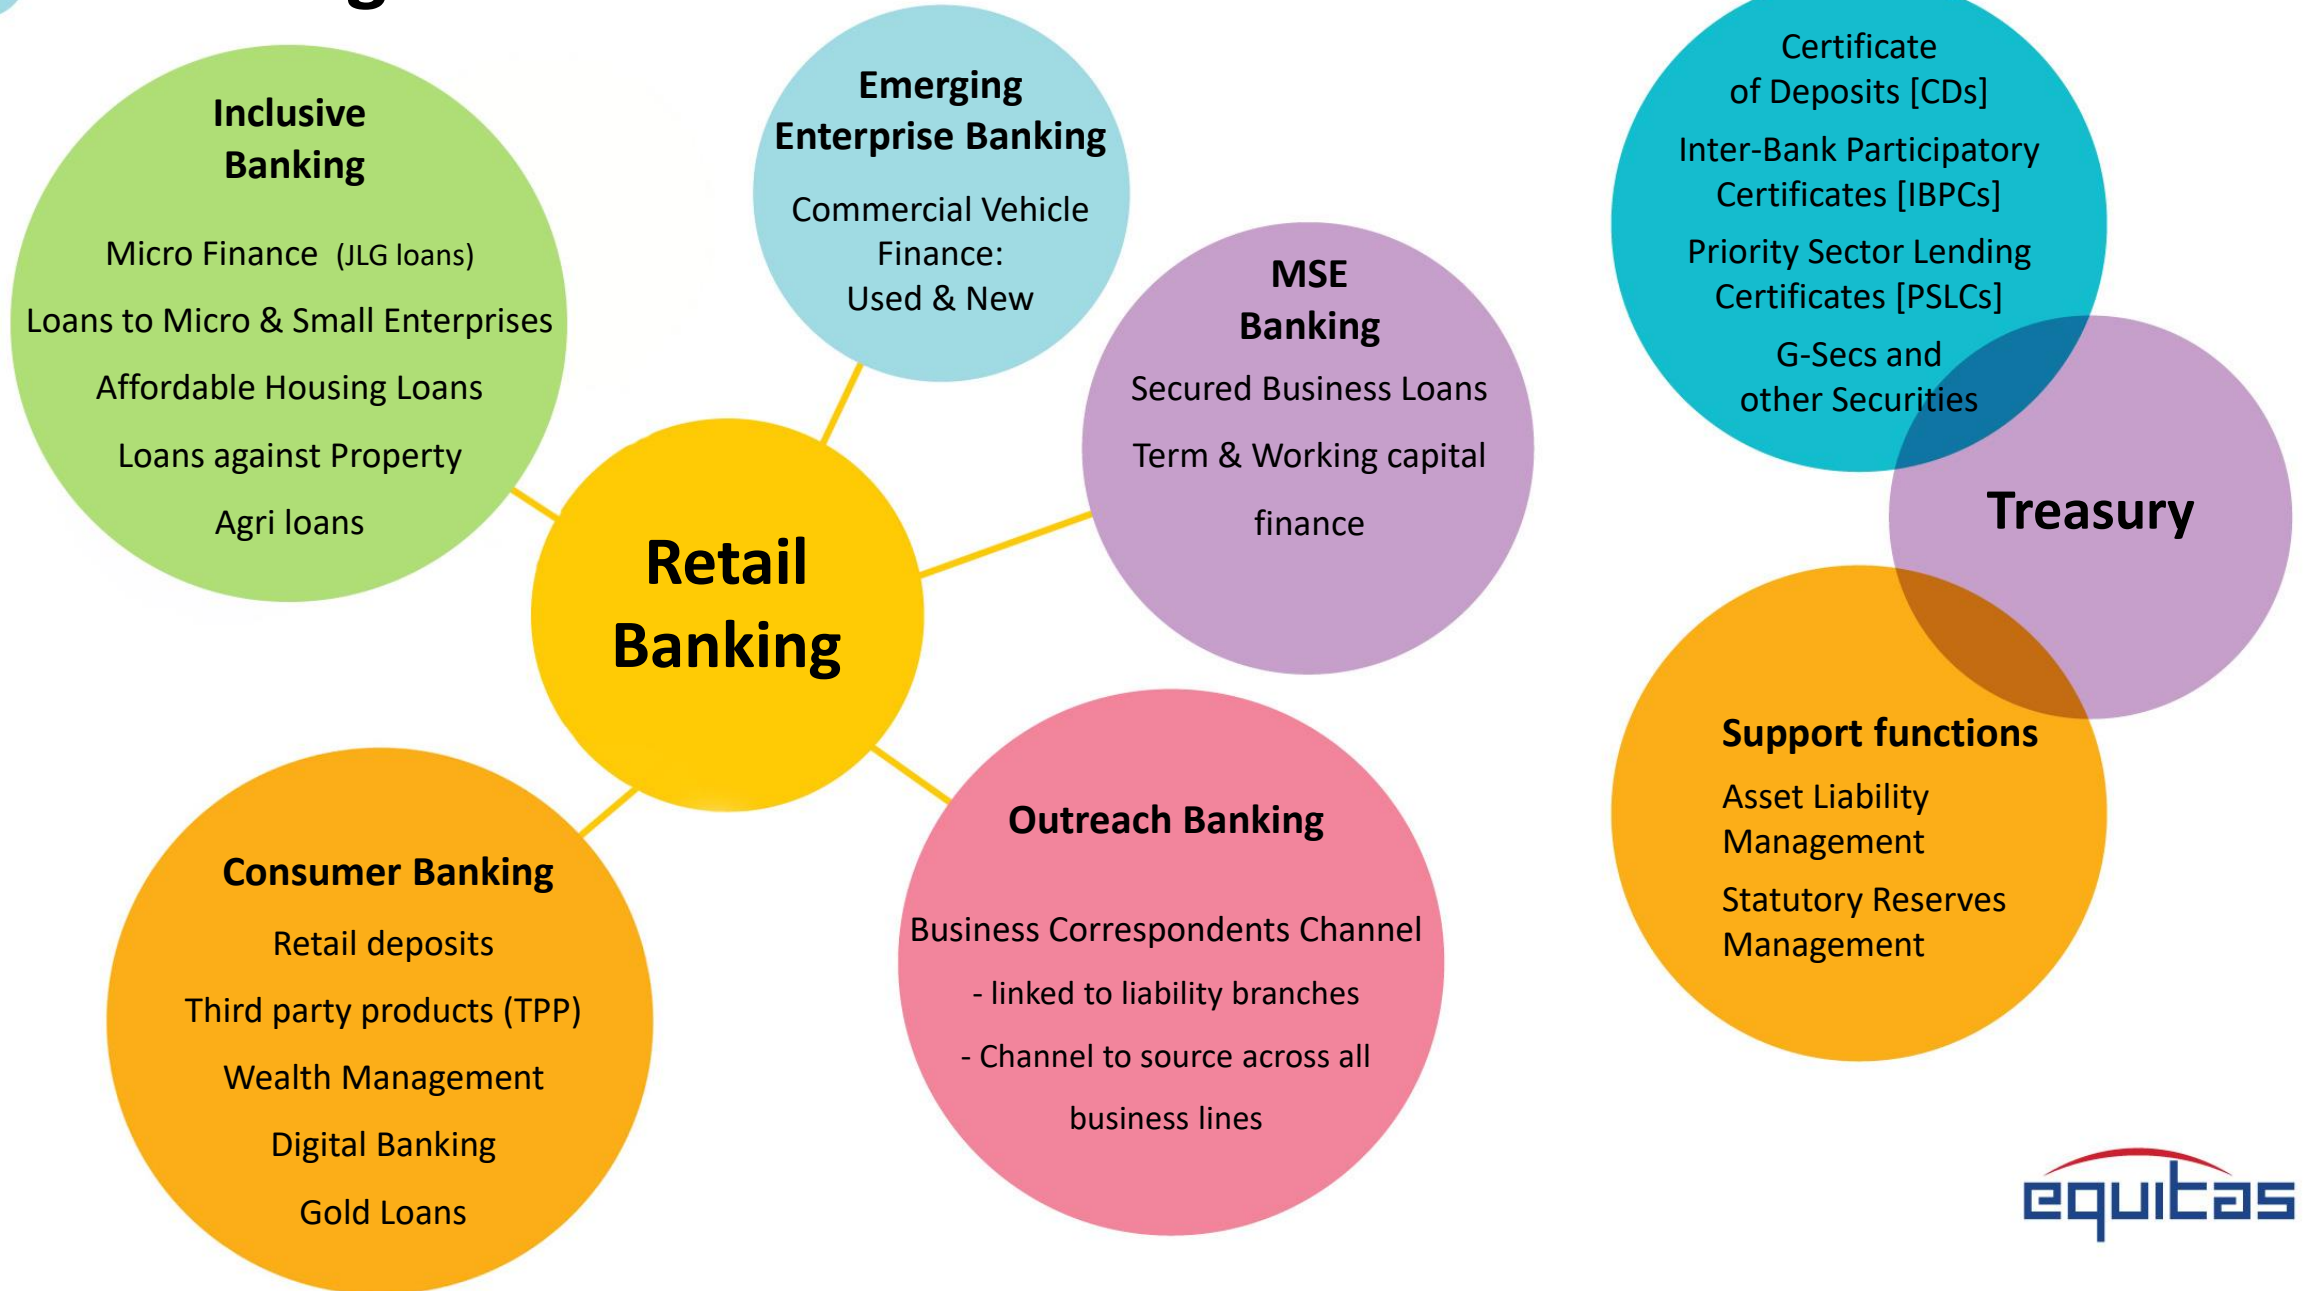 Inclusive
Banking
Micro Finance (JLG loans)
Loans to Micro & Small Enterprises
Affordable Housing Loans
Loans against Property
Agri loans
Emerging
Enterprise Banking
Commercial Vehicle
Finance:
Used & New
MSE
Banking
Secured Business Loans
Term & Working capital
finance
Retail
Banking
Consumer Banking
Retail deposits
Third party products (TPP)
Wealth Management
Digital Banking
Gold Loans
Outreach Banking
Business Correspondents Channel
- linked to liability branches
- Channel to source across all
business lines
Certificate
of Deposits [CDs]
Inter-Bank Participatory
Certificates [IBPCs]
Priority Sector Lending
Certificates [PSLCs]
G-Secs and
other Securities
Treasury
Support functions
Asset Liability
Management
Statutory Reserves
Management
equitas